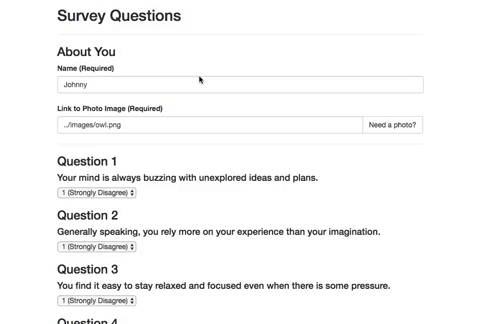 Survey Questions
About You
Name (Required)
Johnny
Link to Photo Image (Required)
../images/owl.png
Need a photo?
Question 1
Your mind is always buzzing with unexplored ideas and plans.
1 (Strongly Disagree)
Question 2
Generally speaking, you rely more on your experience than your imagination.
1 (Strongly Disagree)
Question 3
You find it easy to stay relaxed and focused even when there is some pressure.
1 (Strongly Disagree)
Question 4